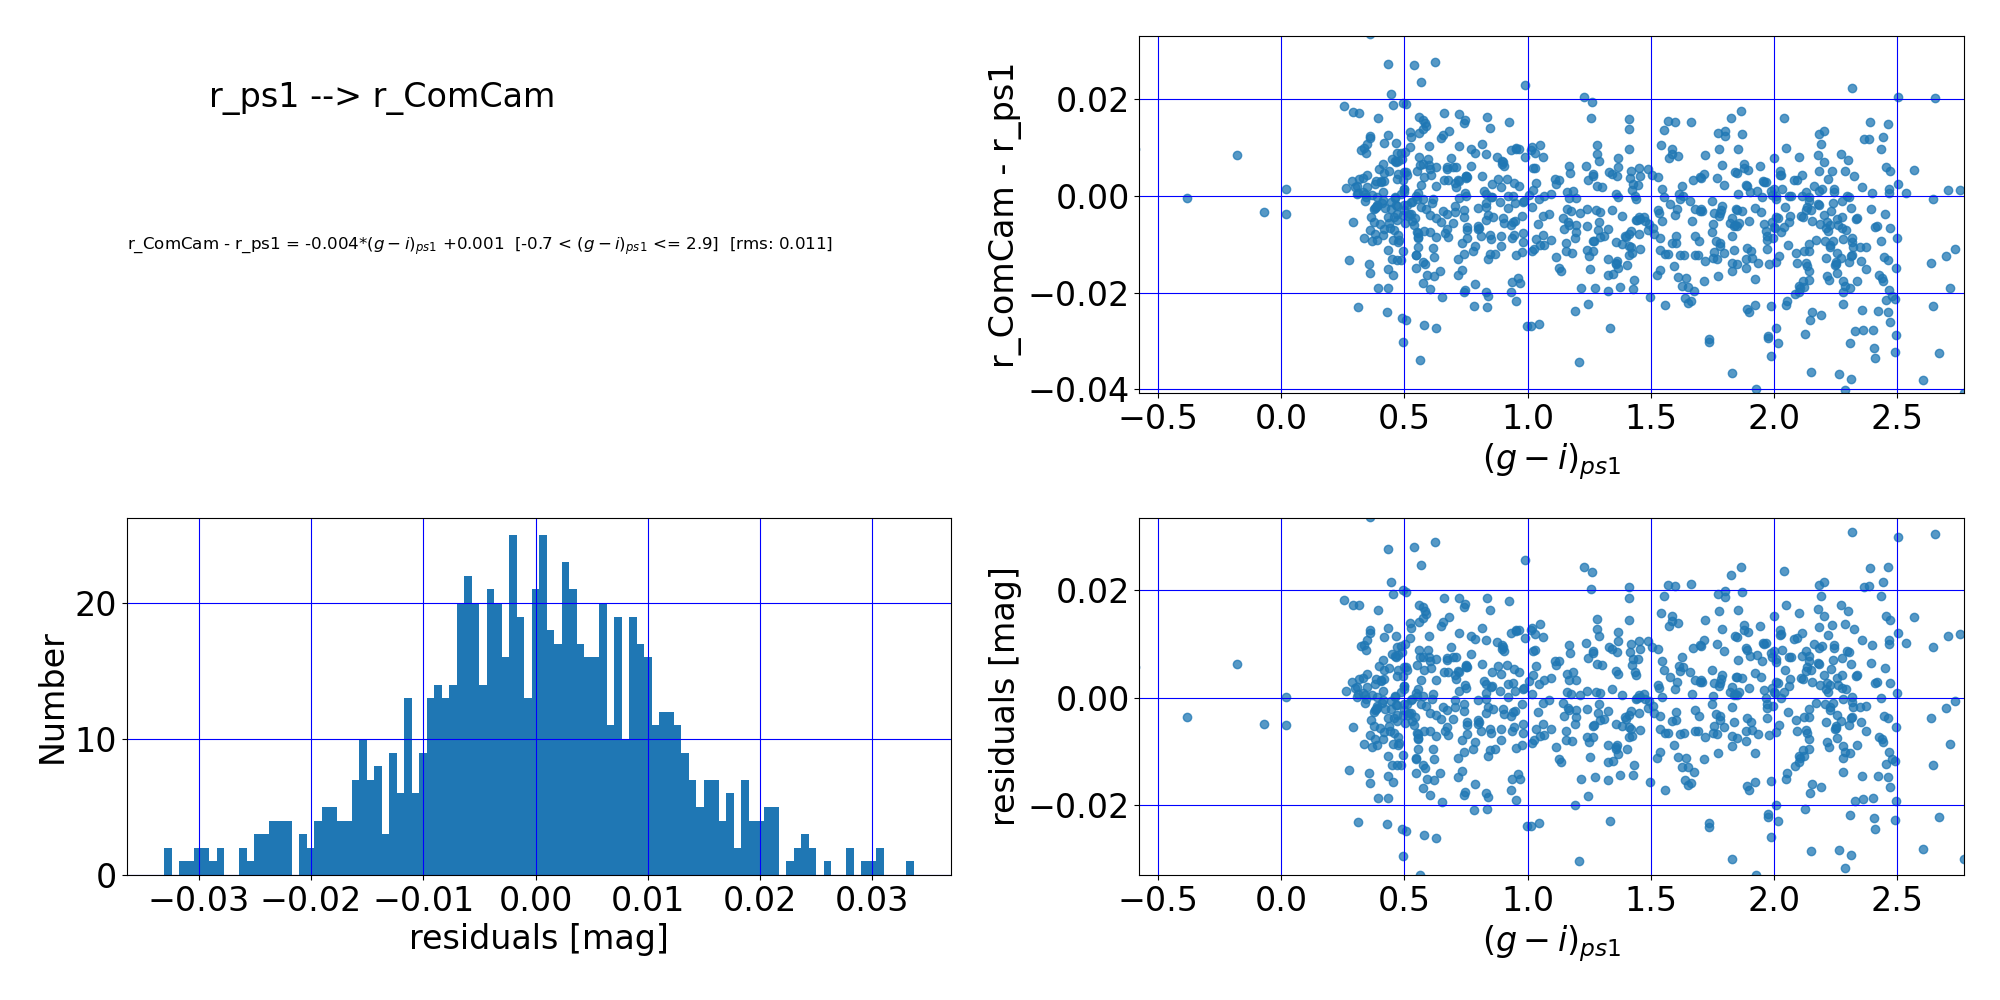 r_ps1 --> r_ComCam
r_ComCam - r_ps1 = -0.004*(g − i)ps1 +0.001 [-0.7 < (g − i)ps1 <= 2.9] [rms: 0.011]
r_ComCam - r_ps1
0.02
0.00
−0.02
−0.04
−0.5 0.0 0.5 1.0 1.5 2.0 2.5
(g − i)ps1
Number
20
10
0
−0.03 −0.02 −0.01 0.00 0.01 0.02 0.03
residuals [mag]
residuals [mag]
0.02
0.00
−0.02
−0.5 0.0 0.5 1.0 1.5 2.0 2.5
(g − i)ps1